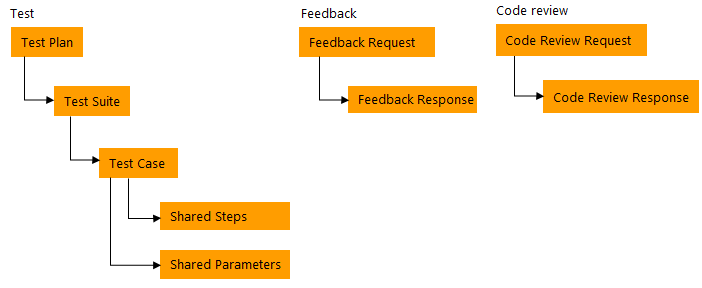 Test
Test Plan
Test Suite
Test Case
Shared Steps
Shared Parameters
Feedback
Feedback Request
Feedback Response
Code review
Code Review Request
Code Review Response